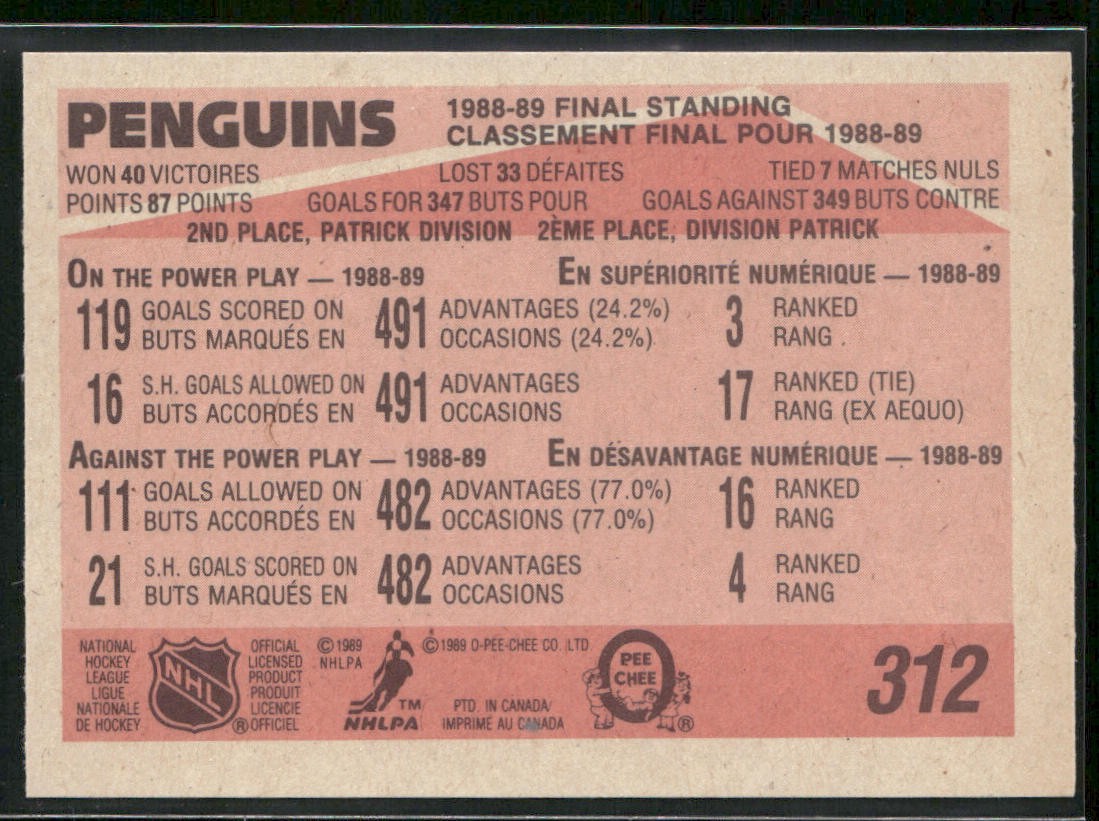 PENGUINS
1988-89 FINAL STANDING
CLASSEMENT FINAL POUR 1988-89
WON 40 VICTOIRES LOST 33 DÉFAITES TIED 7 MATCHES NULS
POINTS 87 POINTS GOALS FOR 347 BUTS POUR GOALS AGAINST 349 BUTS CONTRE
2ND PLACE, PATRICK DIVISION 2ÈME PLACE, DIVISION PATRICK
ON THE POWER PLAY — 1988-89 EN SUPÉRIORITÉ NUMÉRIQUE — 1988-89
119 GOALS SCORED ON 491 ADVANTAGES (24.2%) 3 RANKED
BUTS MARQUÉS EN OCCASIONS (24.2%) RANG
16 S.H. GOALS ALLOWED ON 491 ADVANTAGES 17 RANKED (TIE)
BUTS ACCORDÉS EN OCCASIONS RANG (EX AEQUO)
AGAINST THE POWER PLAY — 1988-89 EN DÉSAVANTAGE NUMÉRIQUE — 1988-89
111 GOALS ALLOWED ON 482 ADVANTAGES (77.0%) 16 RANKED
BUTS ACCORDÉS EN OCCASIONS (77.0%) RANG
21 S.H. GOALS SCORED ON 482 ADVANTAGES 4 RANKED
BUTS MARQUÉS EN OCCASIONS RANG
NATIONAL
HOCKEY
LEAGUE
LIGUE
NATIONALE
DE HOCKEY
NHL
®
OFFICIAL
LICENSED
PRODUCT
PRODUIT
LICENCIE
OFFICIEL
©1989
NHLPA
TM
NHLPA
©1989 O-PEE-CHEE CO. LTD.
PTD. IN CANADA/
IMPRIMÉ AU CANADA
O PEE
CHEE
®
312